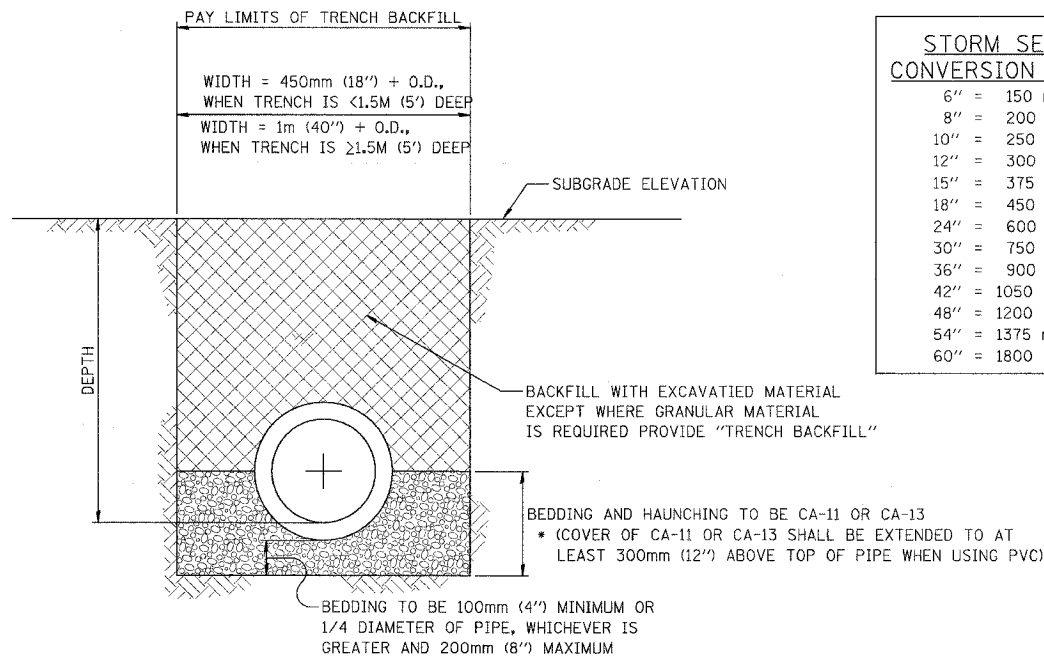 PAY LIMITS OF TRENCH BACKFILL
WIDTH = 450mm (18") + O.D.,
WHEN TRENCH IS <1.5M (5') DEEP
WIDTH = 1m (40") + O.D.,
WHEN TRENCH IS ≥1.5M (5') DEEP
SUBGRADE ELEVATION
DEPTH
BACKFILL WITH EXCAVATIED MATERIAL
EXCEPT WHERE GRANULAR MATERIAL
IS REQUIRED PROVIDE "TRENCH BACKFILL"
BEDDING AND HAUNCHING TO BE CA-11 OR CA-13
* (COVER OF CA-11 OR CA-13 SHALL BE EXTENDED TO AT
LEAST 300mm (12") ABOVE TOP OF PIPE WHEN USING PVC)
BEDDING TO BE 100mm (4") MINIMUM OR
1/4 DIAMETER OF PIPE, WHICHEVER IS
GREATER AND 200mm (8") MAXIMUM
STORM SE
CONVERSION
6" = 150
8" = 200
10" = 250
12" = 300
15" = 375
18" = 450
24" = 600
30" = 750
36" = 900
42" = 1050
48" = 1200
54" = 1375
60" = 1800